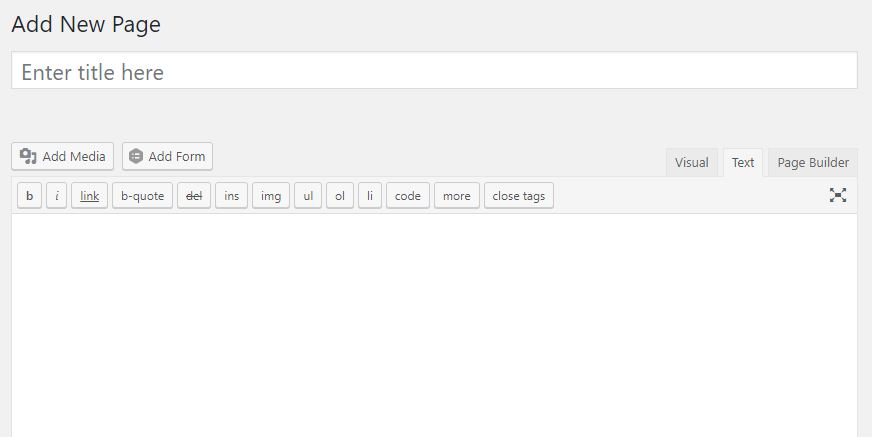 Add New Page
Enter title here
Add Media Add Form Visual Text Page Builder
b i link b-quote del ins img ul ol li code more close tags